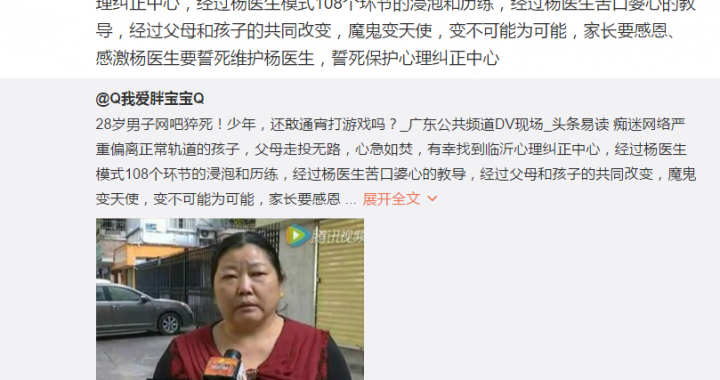 理纠正中心，经过杨医生模式108个环节的浸泡和历练，经过杨医生苦口婆心的教
导，经过父母和孩子的共同改变，魔鬼变天使，变不可能为可能，家长要感恩、
感激杨医生要誓死维护杨医生，誓死保护心理纠正中心
@Q我爱胖宝宝Q
28岁男子网吧猝死！少年，还敢通宵打游戏吗？_广东公共频道DV现场_头条易读 痴迷网络严
重偏离正常轨道的孩子，父母走投无路，心急如焚，有幸找到临沂心理纠正中心，经过杨医生
模式108个环节的浸泡和历练，经过杨医生苦口婆心的教导，经过父母和孩子的共同改变，魔鬼
变天使，变不可能为可能，家长要感恩 ... 展开全文
腾讯视频